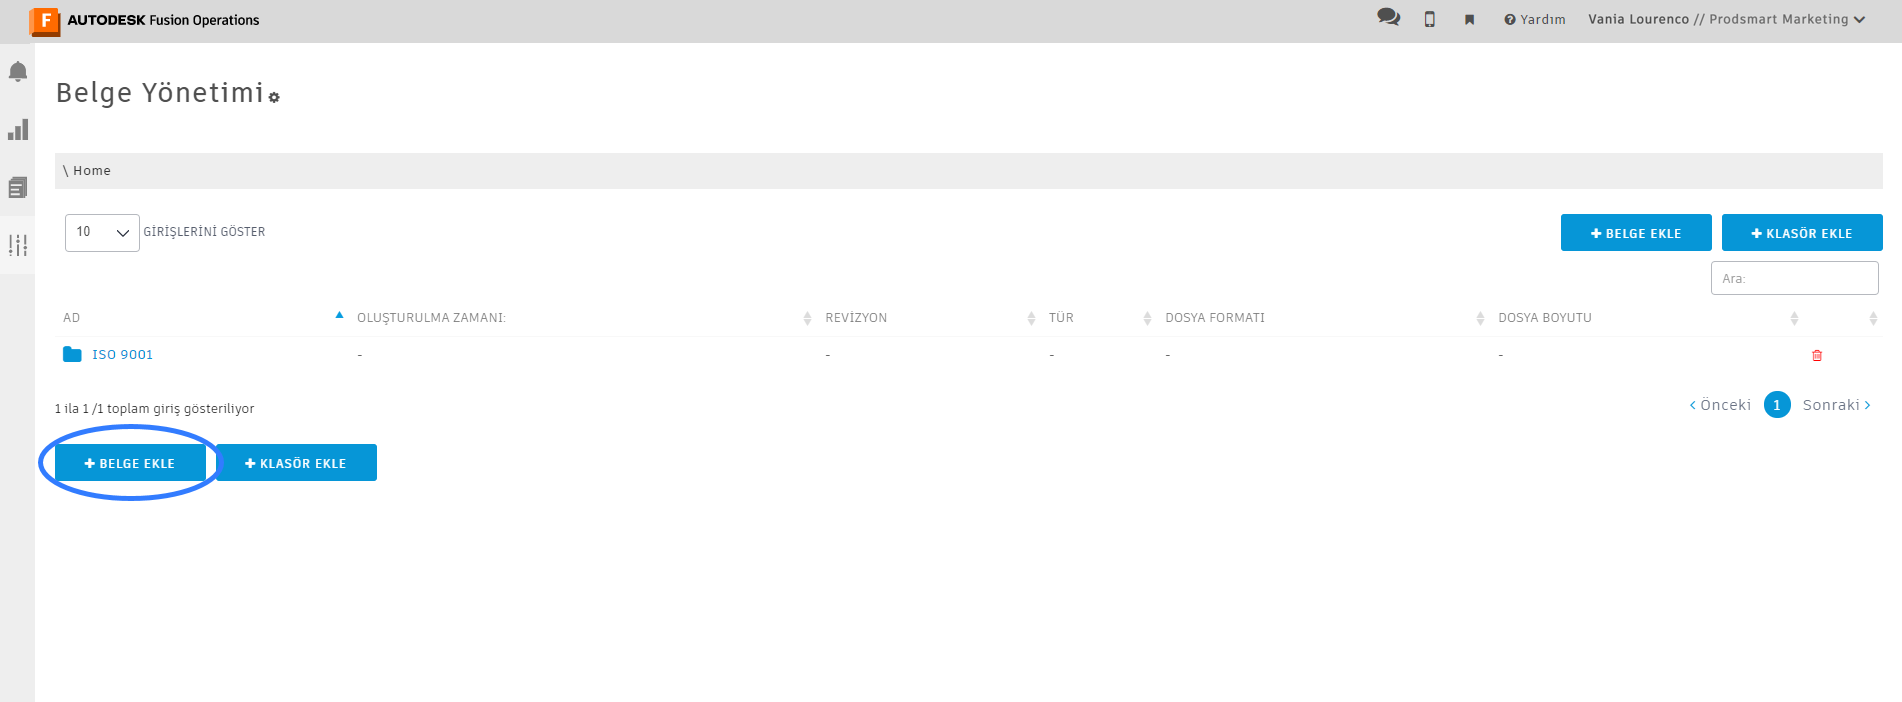 F AUTODESK Fusion Operations
Yardım
Vania Lourenco // Prodsmart Marketing
Belge Yönetimi
\ Home
10 GİRİŞLERİNİ GÖSTER
+ BELGE EKLE
+ KLASÖR EKLE
Ara:
AD OLUŞTURULMA ZAMANI: REVİZYON TÜR DOSYA FORMATI DOSYA BOYUTU
ISO 9001 - - - - -
1 ila 1 /1 toplam giriş gösteriliyor
< Önceki 1 Sonraki >
+ BELGE EKLE
+ KLASÖR EKLE